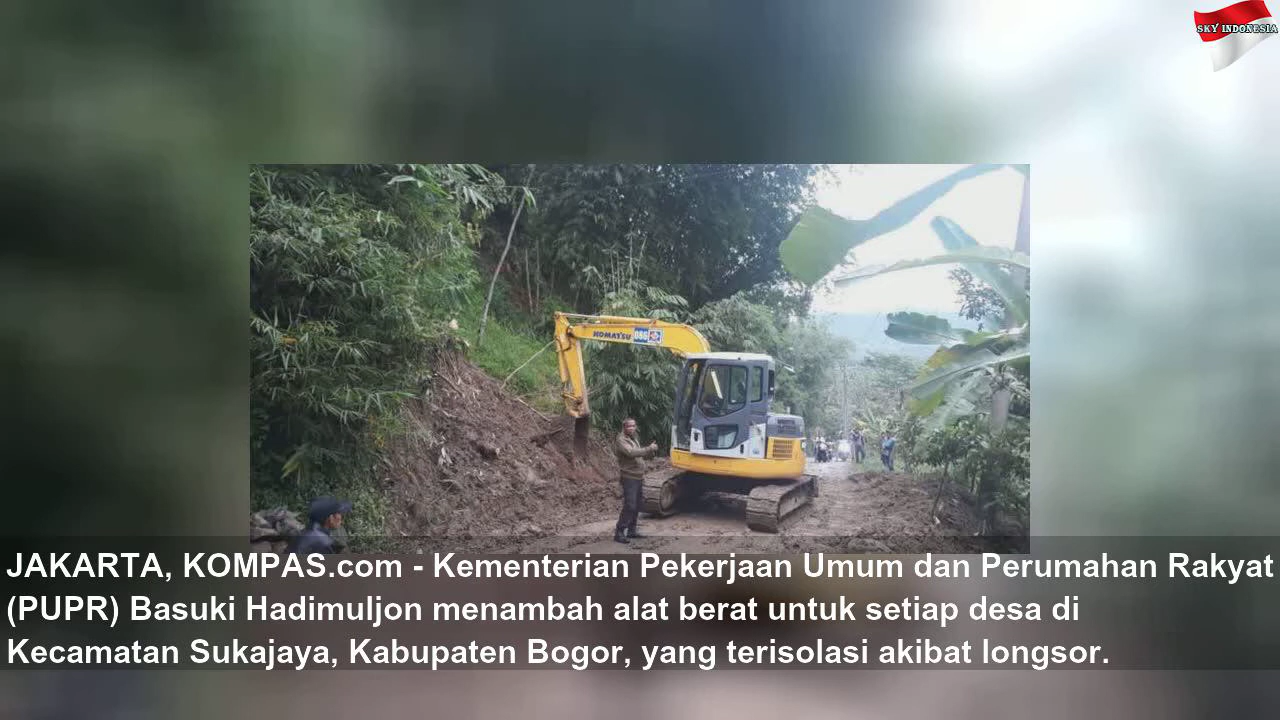 SKY INDONESIA
KOMATSU 086
JAKARTA, KOMPAS.com - Kementerian Pekerjaan Umum dan Perumahan Rakyat
(PUPR) Basuki Hadimuljon menambah alat berat untuk setiap desa di
Kecamatan Sukajaya, Kabupaten Bogor, yang terisolasi akibat longsor.